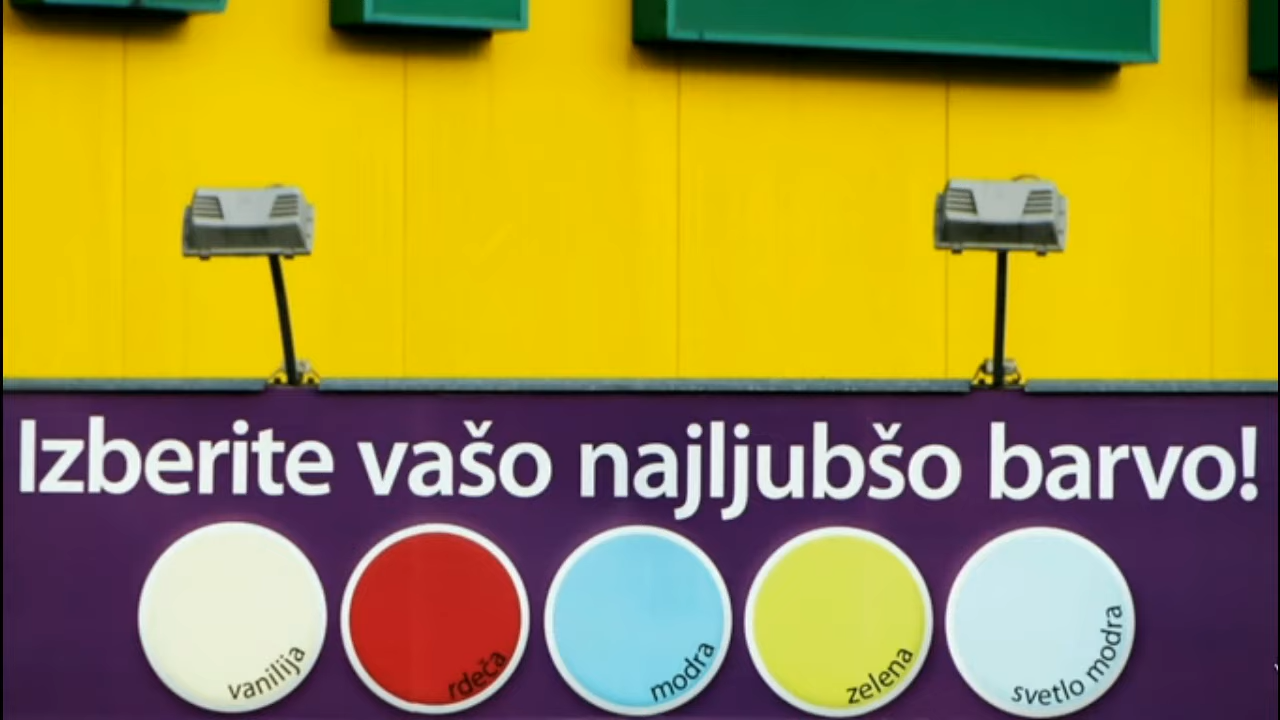 Izberite vašo najljubšo barvo!
vanilija
rdeča
modra
zelena
svetlo modra